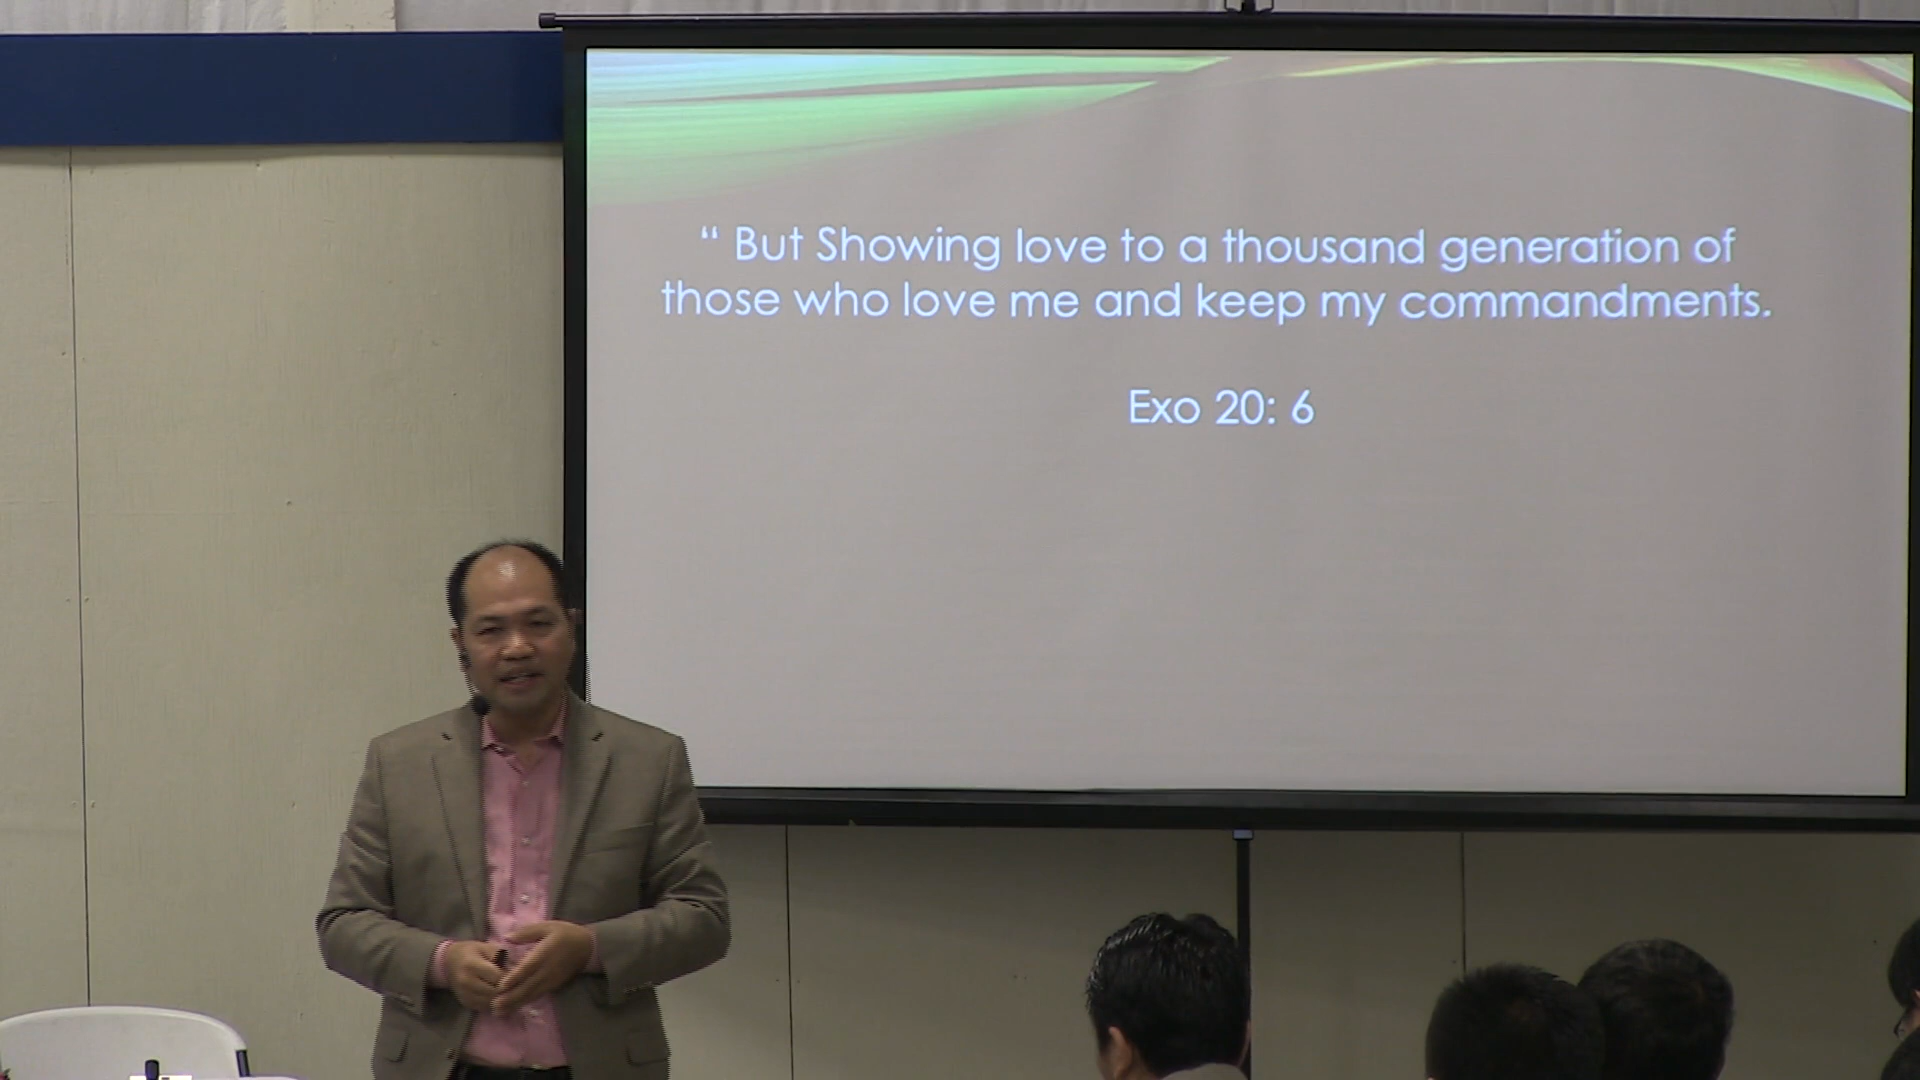 “ But Showing love to a thousand generation of
those who love me and keep my commandments.
Exo 20: 6